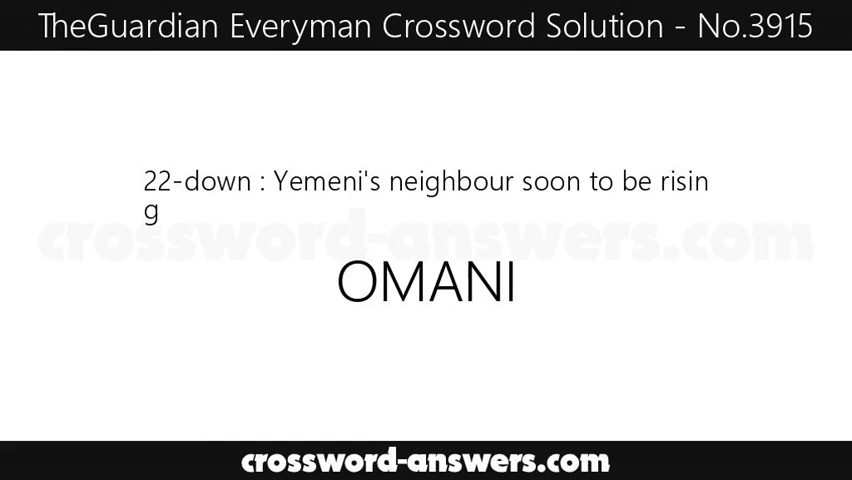 TheGuardian Everyman Crossword Solution - No.3915
22-down : Yemeni's neighbour soon to be risin
g
crossword-answers.com
OMANI
crossword-answers.com